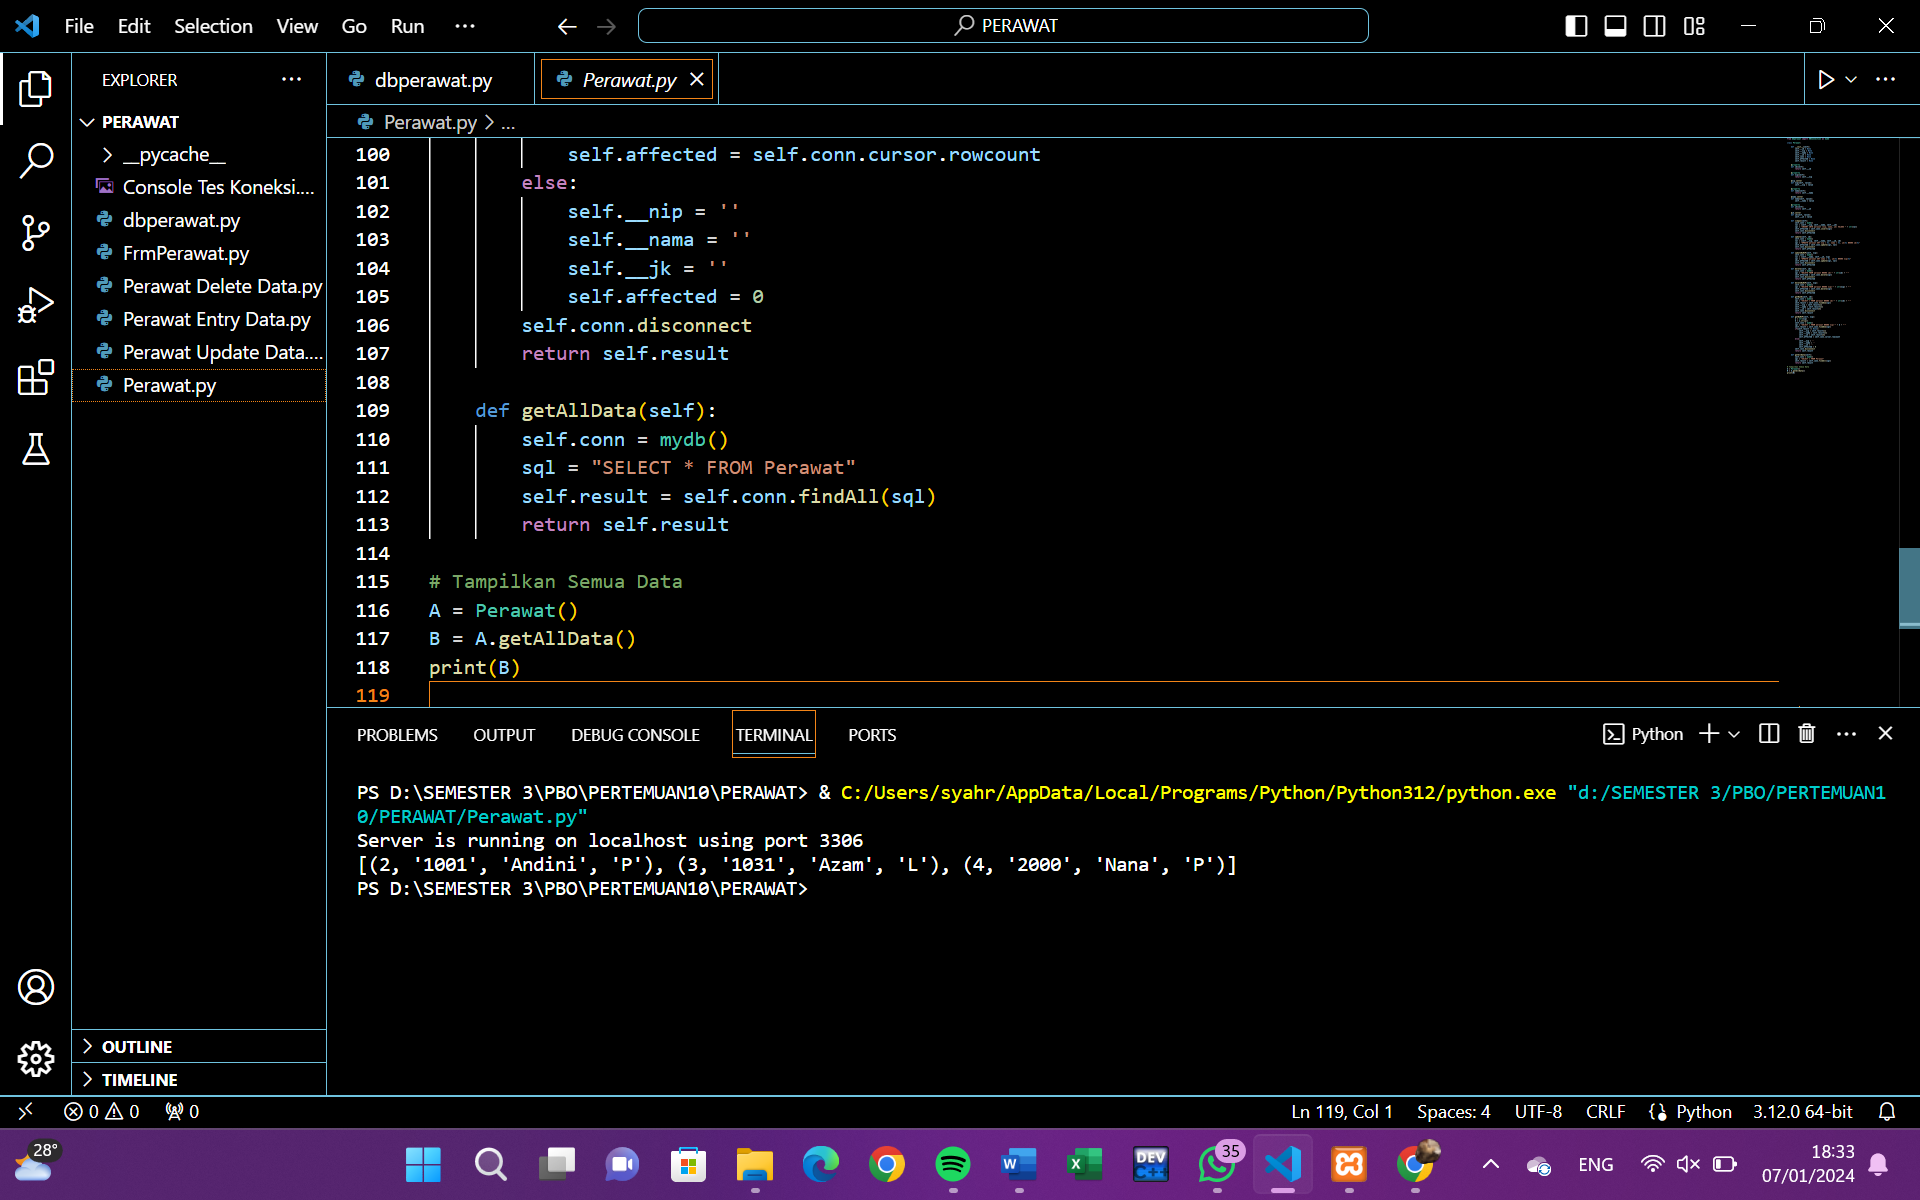 File Edit Selection View Go Run ...
PERAWAT
EXPLORER ...
PERAWAT
__pycache__
Console Tes Koneksi....
dbperawat.py
FrmPerawat.py
Perawat Delete Data.py
Perawat Entry Data.py
Perawat Update Data....
Perawat.py
OUTLINE
TIMELINE
dbperawat.py
Perawat.py
Perawat.py > ...
100 self.affected = self.conn.cursor.rowcount
101 else:
102 self.__nip = ''
103 self.__nama = ''
104 self.__jk = ''
105 self.affected = 0
106 self.conn.disconnect
107 return self.result
108
109 def getAllData(self):
110 self.conn = mydb()
111 sql = "SELECT * FROM Perawat"
112 self.result = self.conn.findAll(sql)
113 return self.result
114
115 # Tampilkan Semua Data
116 A = Perawat()
117 B = A.getAllData()
118 print(B)
119
PROBLEMS OUTPUT DEBUG CONSOLE TERMINAL PORTS
Python
PS D:\SEMESTER 3\PBO\PERTEMUAN10\PERAWAT> & C:/Users/syahr/AppData/Local/Programs/Python/Python312/python.exe "d:/SEMESTER 3/PBO/PERTEMUAN1
0/PERAWAT/Perawat.py"
Server is running on localhost using port 3306
[(2, '1001', 'Andini', 'P'), (3, '1031', 'Azam', 'L'), (4, '2000', 'Nana', 'P')]
PS D:\SEMESTER 3\PBO\PERTEMUAN10\PERAWAT>
0 0 0
Ln 119, Col 1 Spaces: 4 UTF-8 CRLF Python 3.12.0 64-bit
28°
DEV C++
35
ENG
18:33
07/01/2024